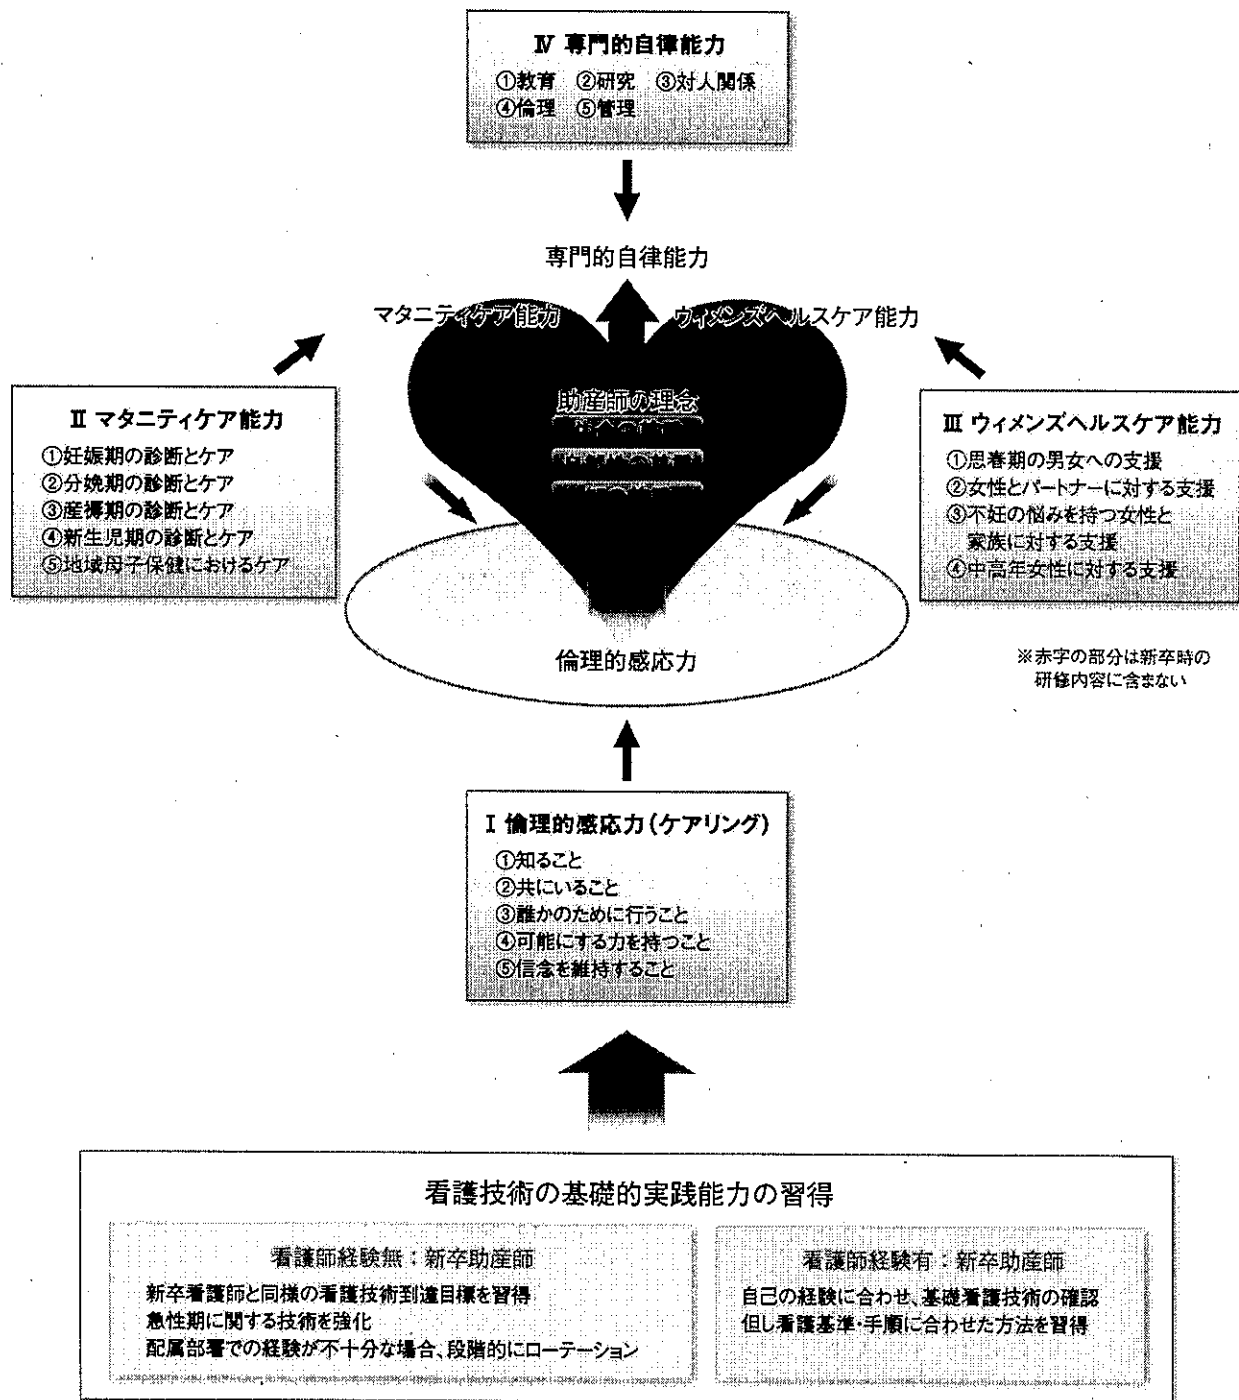 Ⅳ 専門的自律能力
①教育 ②研究 ③対人関係
④倫理 ⑤管理
専門的自律能力
マタニティケア能力
ウィメンズヘルスケア能力
助産師の理念
Ⅱ マタニティケア能力
①妊娠期の診断とケア
②分娩期の診断とケア
③産褥期の診断とケア
④新生児期の診断とケア
⑤地域母子保健におけるケア
Ⅲ ウィメンズヘルスケア能力
①思春期の男女への支援
②女性とパートナーに対する支援
③不妊の悩みを持つ女性と
家族に対する支援
④中高年女性に対する支援
倫理的感応力
※赤字の部分は新卒時の
研修内容に含まない
Ⅰ 倫理的感応力(ケアリング)
①知ること
②共にいること
③誰かのために行うこと
④可能にする力を持つこと
⑤信念を維持すること
看護技術の基礎的実践能力の習得
看護師経験無：新卒助産師
新卒看護師と同様の看護技術到達目標を習得
急性期に関する技術を強化
配属部署での経験が不十分な場合、段階的にローテーション
看護師経験有：新卒助産師
自己の経験に合わせ、基礎看護技術の確認
但し看護基準・手順に合わせた方法を習得